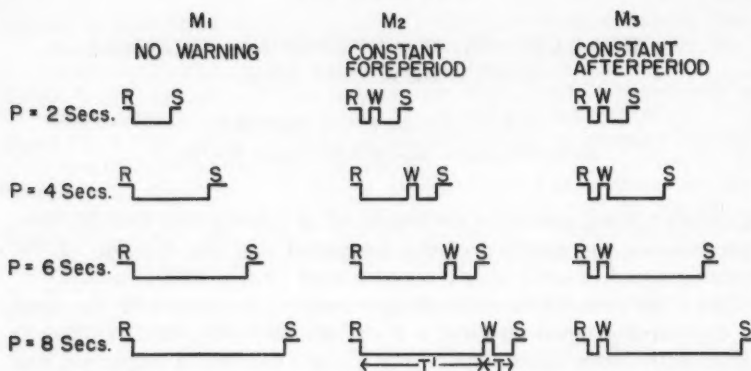 M1 M2 M3
NO WARNING CONSTANT FOREPERIOD CONSTANT AFTERPERIOD
P = 2 Secs. R S R W S R W S
P = 4 Secs. R S R W S R W S
P = 6 Secs. R S R W S R W S
P = 8 Secs. R S R W S R W S
T' T